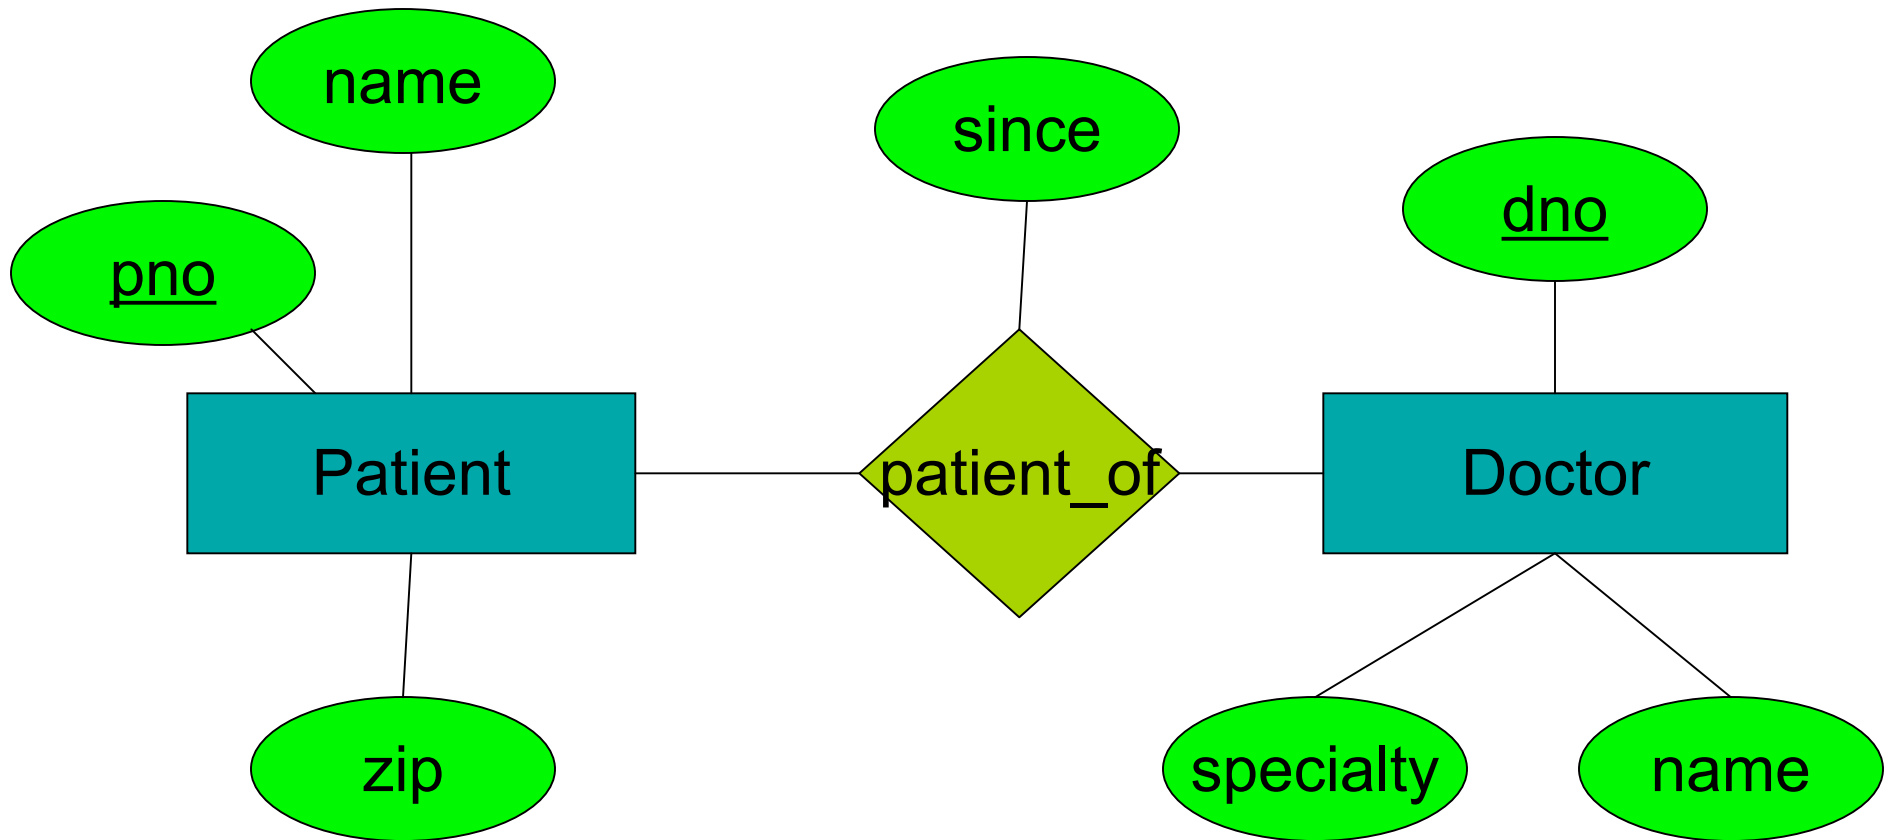 name
since
dno
pno
Patient
patient_of
Doctor
zip
specialty
name